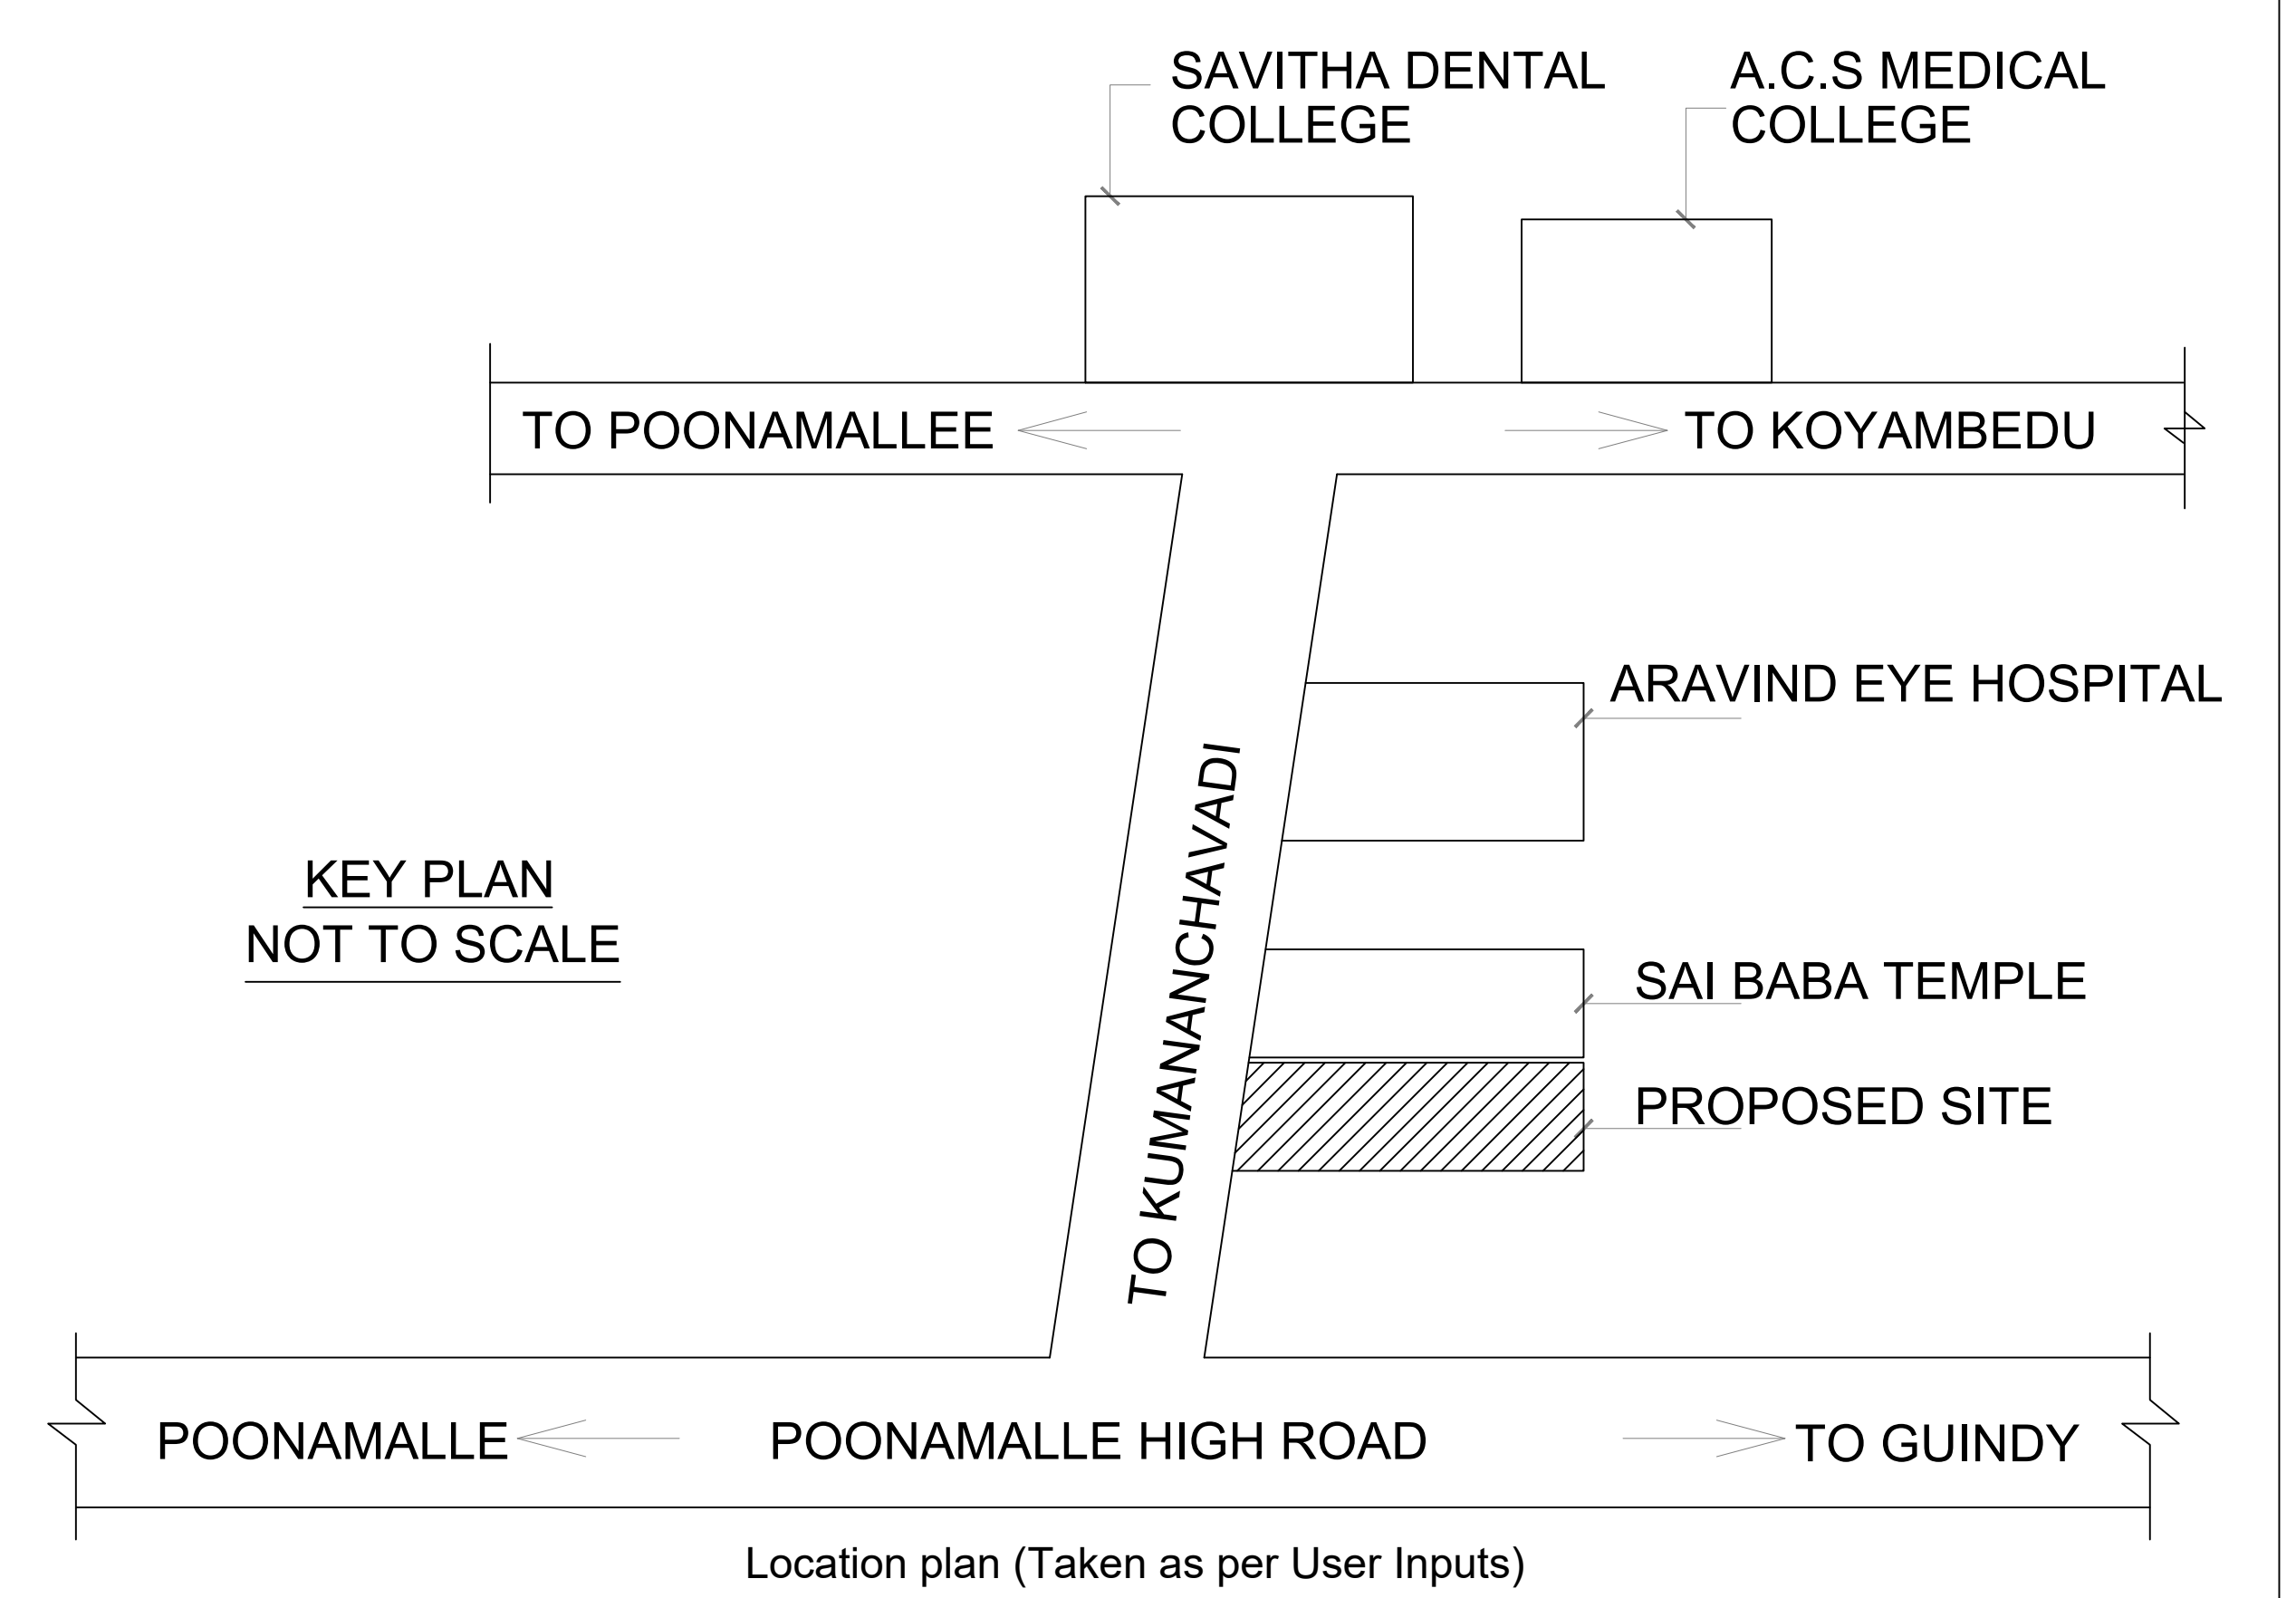 SAVITHA DENTAL
COLLEGE
A.C.S MEDICAL
COLLEGE
TO POONAMALLEE
TO KOYAMBEDU
ARAVIND EYE HOSPITAL
TO KUMANANCHAVADI
KEY PLAN
NOT TO SCALE
SAI BABA TEMPLE
PROPOSED SITE
POONAMALLE
POONAMALLE HIGH ROAD
TO GUINDY
Location plan (Taken as per User Inputs)